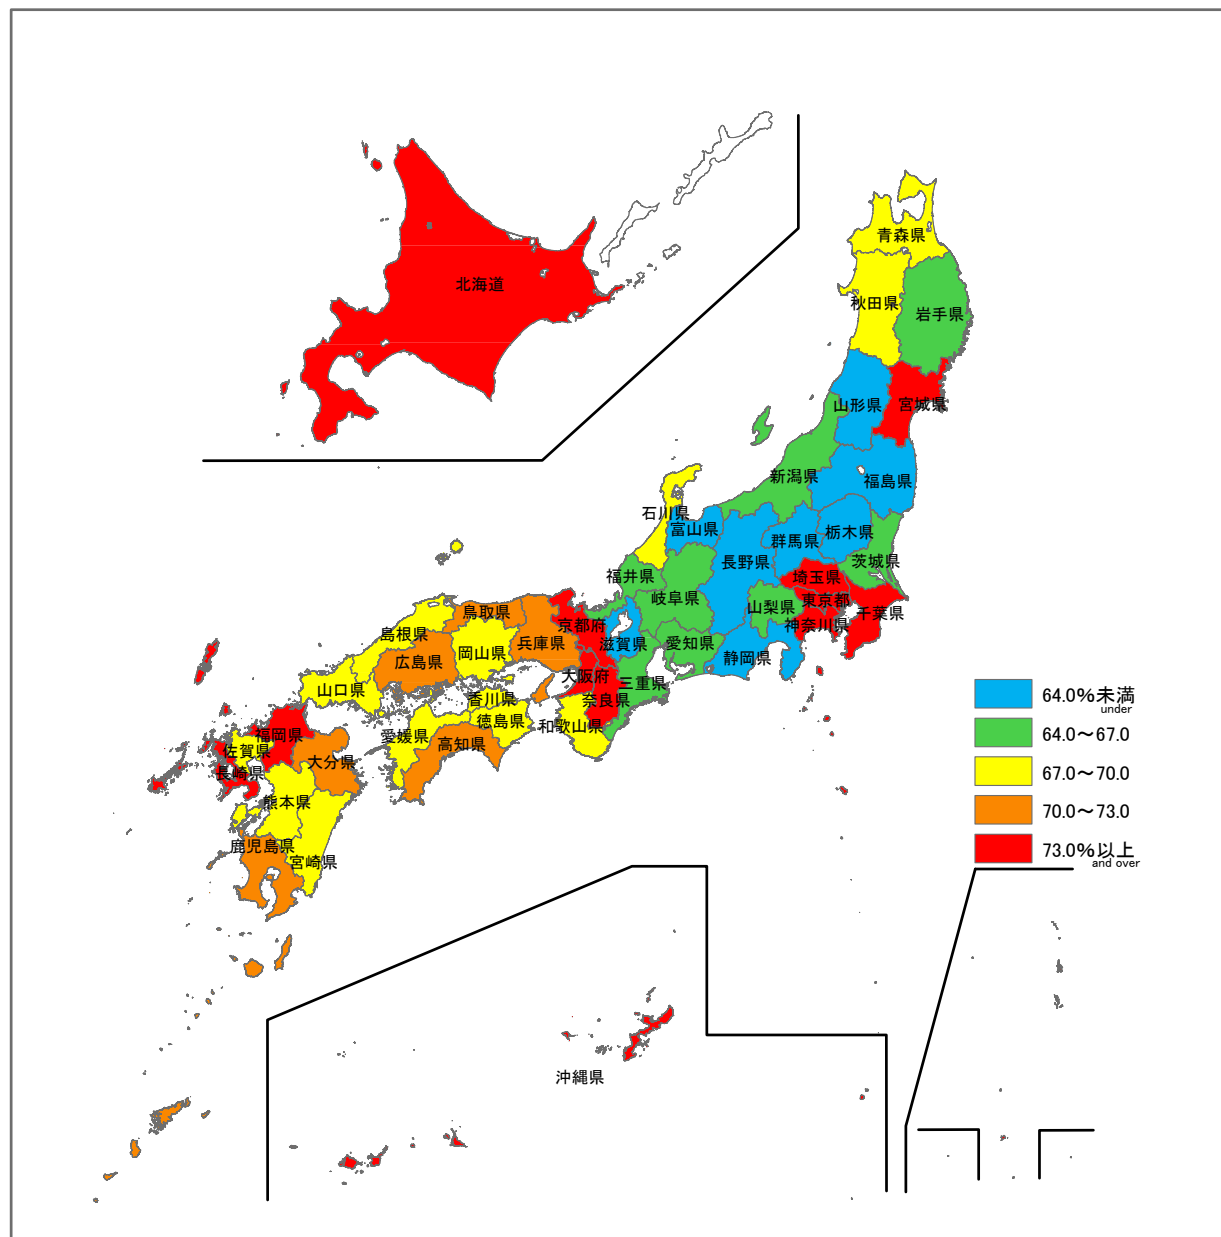 青森県
北海道
秋田県
岩手県
山形県
宮城県
新潟県
福島県
石川県
富山県
群馬県
栃木県
長野県
茨城県
福井県
埼玉県
岐阜県
山梨県
東京都
千葉県
鳥取県
京都府
神奈川県
島根県
兵庫県
滋賀県
愛知県
岡山県
広島県
静岡県
大阪府
三重県
山口県
香川県
奈良県
徳島県
和歌山県
福岡県
愛媛県
高知県
佐賀県
大分県
長崎県
熊本県
鹿児島県
宮崎県
沖縄県
64.0%未満
under
64.0～67.0
67.0～70.0
70.0～73.0
73.0%以上
and over